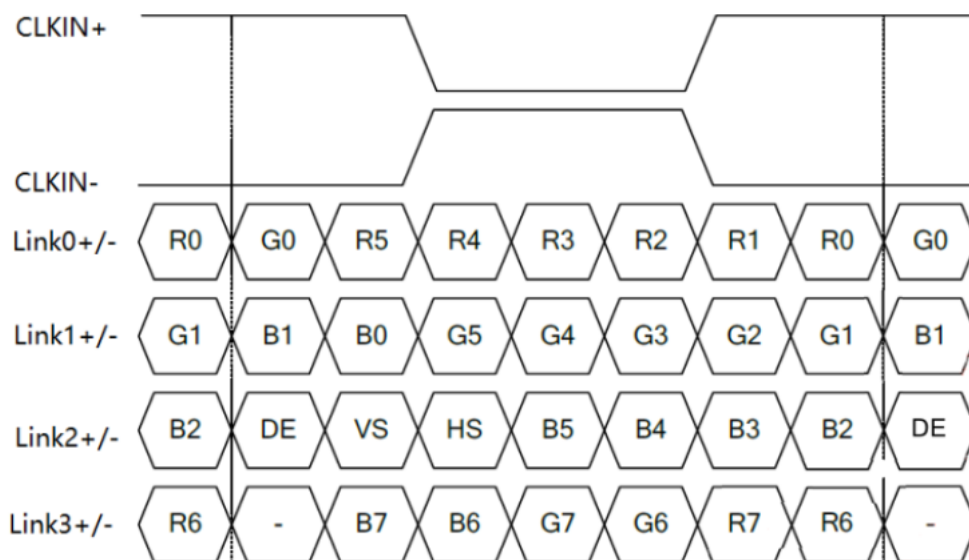 CLKIN+
CLKIN-
Link0+/- R0 G0 R5 R4 R3 R2 R1 R0 G0
Link1+/- G1 B1 B0 G5 G4 G3 G2 G1 B1
Link2+/- B2 DE VS HS B5 B4 B3 B2 DE
Link3+/- R6 - B7 B6 G7 G6 R7 R6 -